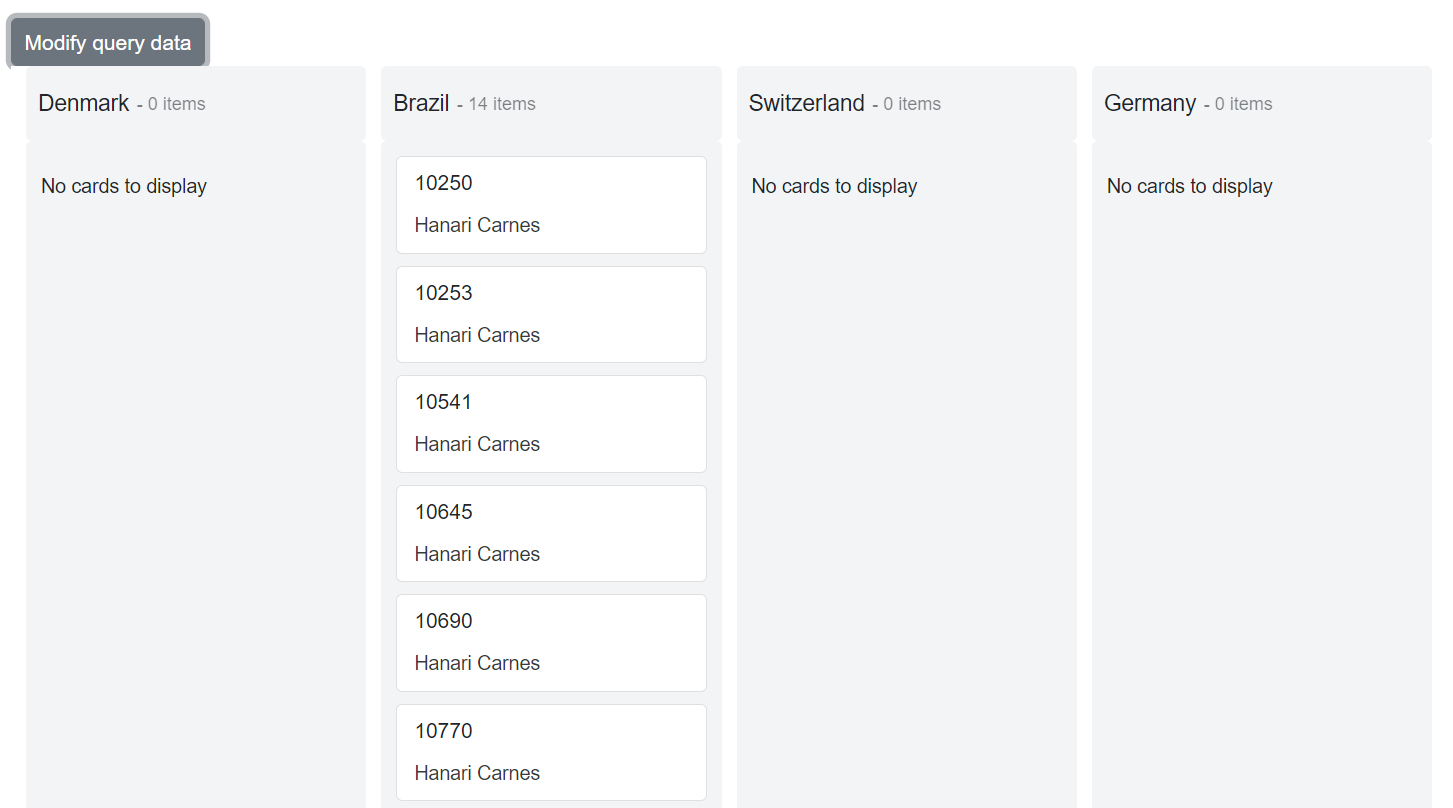 Modify query data
Denmark - 0 items
No cards to display
Brazil - 14 items
10250
Hanari Carnes
10253
Hanari Carnes
10541
Hanari Carnes
10645
Hanari Carnes
10690
Hanari Carnes
10770
Hanari Carnes
Switzerland - 0 items
No cards to display
Germany - 0 items
No cards to display